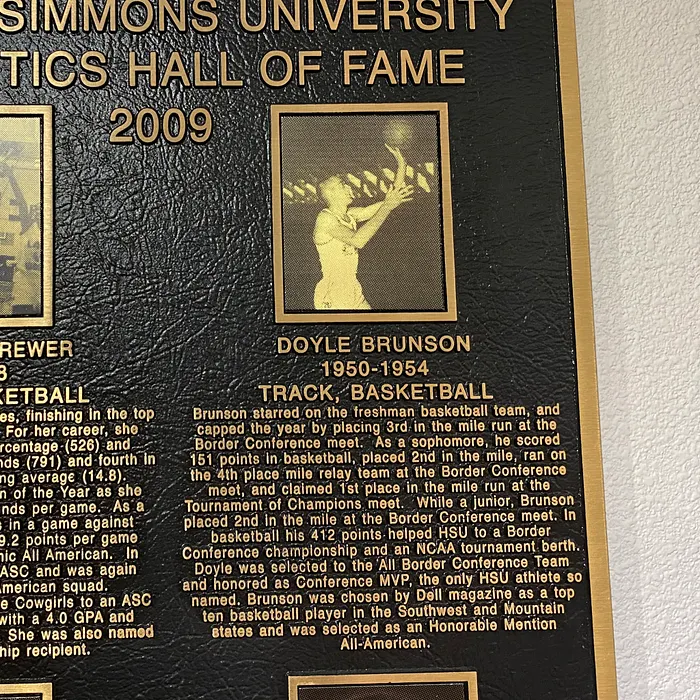 SIMMONS UNIVERSITY
TICS HALL OF FAME
2009
REWER
8
KETBALL
es, finishing in the top
For her career, she
rcentage (526) and
nds (791) and fourth in
ng average (14.8).
n of the Year as she
nds per game. As a
s in a game against
9.2 points per game
nic All American. In
ASC and was again
merican squad.
e Cowgirls to an ASC
with a 4.0 GPA and
She was also named
hip recipient.
DOYLE BRUNSON
1950-1954
TRACK, BASKETBALL
Brunson starred on the freshman basketball team, and
capped the year by placing 3rd in the mile run at the
Border Conference meet. As a sophomore, he scored
151 points in basketball, placed 2nd in the mile, ran on
the 4th place mile relay team at the Border Conference
meet, and claimed 1st place in the mile run at the
Tournament of Champions meet. While a junior, Brunson
placed 2nd in the mile at the Border Conference meet. In
basketball his 412 points helped HSU to a Border
Conference championship and an NCAA tournament berth.
Doyle was selected to the All Border Conference Team
and honored as Conference MVP, the only HSU athlete so
named. Brunson was chosen by Dell magazine as a top
ten basketball player in the Southwest and Mountain
states and was selected as an Honorable Mention
All-American.